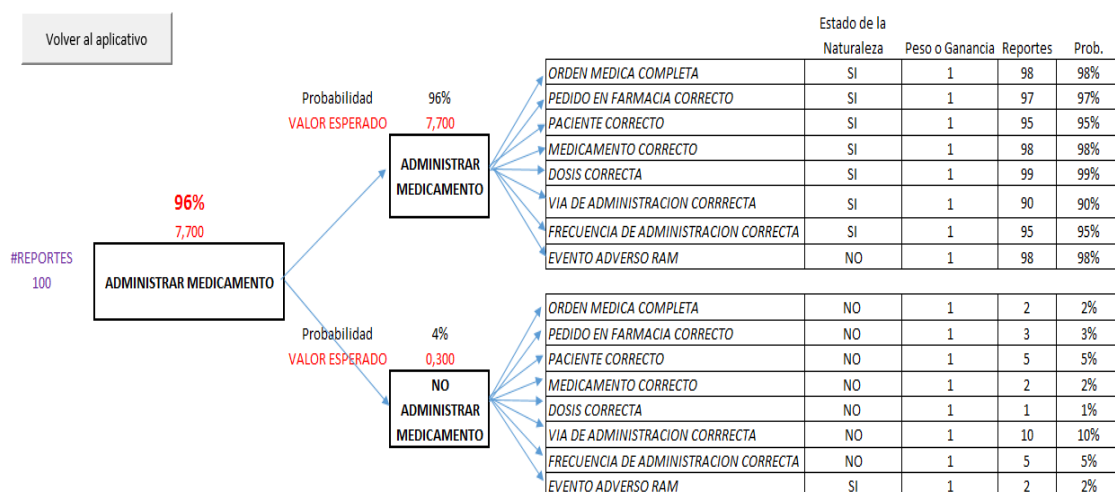 Volver al aplicativo
Estado de la
Naturaleza Peso o Ganancia Reportes Prob.
ORDEN MEDICA COMPLETA SI 1 98 98%
PEDIDO EN FARMACIA CORRECTO SI 1 97 97%
PACIENTE CORRECTO SI 1 95 95%
MEDICAMENTO CORRECTO SI 1 98 98%
DOSIS CORRECTA SI 1 99 99%
VIA DE ADMINISTRACION CORRRECTA SI 1 90 90%
FRECUENCIA DE ADMINISTRACION CORRECTA SI 1 95 95%
EVENTO ADVERSO RAM NO 1 98 98%
Probabilidad 96%
VALOR ESPERADO 7,700
ADMINISTRAR
MEDICAMENTO
96%
7,700
#REPORTES
100
ADMINISTRAR MEDICAMENTO
Probabilidad 4%
VALOR ESPERADO 0,300
NO
ADMINISTRAR
MEDICAMENTO
ORDEN MEDICA COMPLETA NO 1 2 2%
PEDIDO EN FARMACIA CORRECTO NO 1 3 3%
PACIENTE CORRECTO NO 1 5 5%
MEDICAMENTO CORRECTO NO 1 2 2%
DOSIS CORRECTA NO 1 1 1%
VIA DE ADMINISTRACION CORRRECTA NO 1 10 10%
FRECUENCIA DE ADMINISTRACION CORRECTA NO 1 5 5%
EVENTO ADVERSO RAM SI 1 2 2%